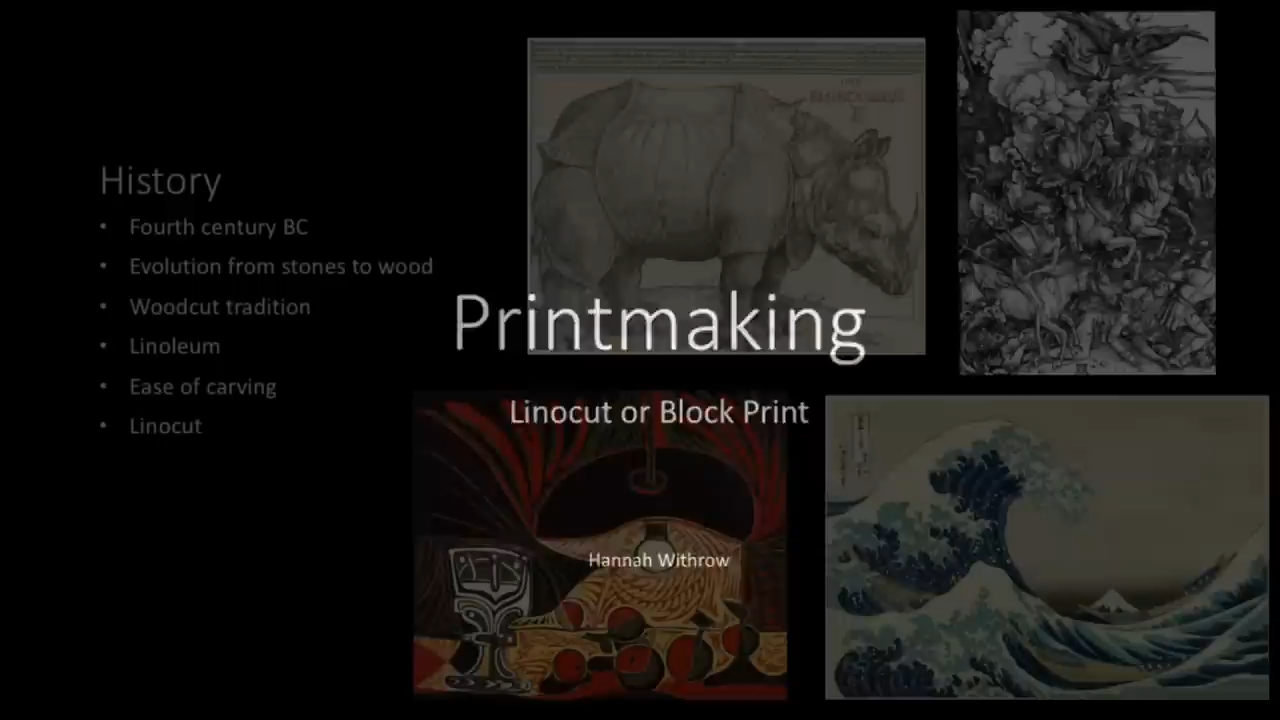 History
• Fourth century BC
• Evolution from stones to wood
• Woodcut tradition
• Linoleum
• Ease of carving
• Linocut
Printmaking
Linocut or Block Print
Hannah Withrow